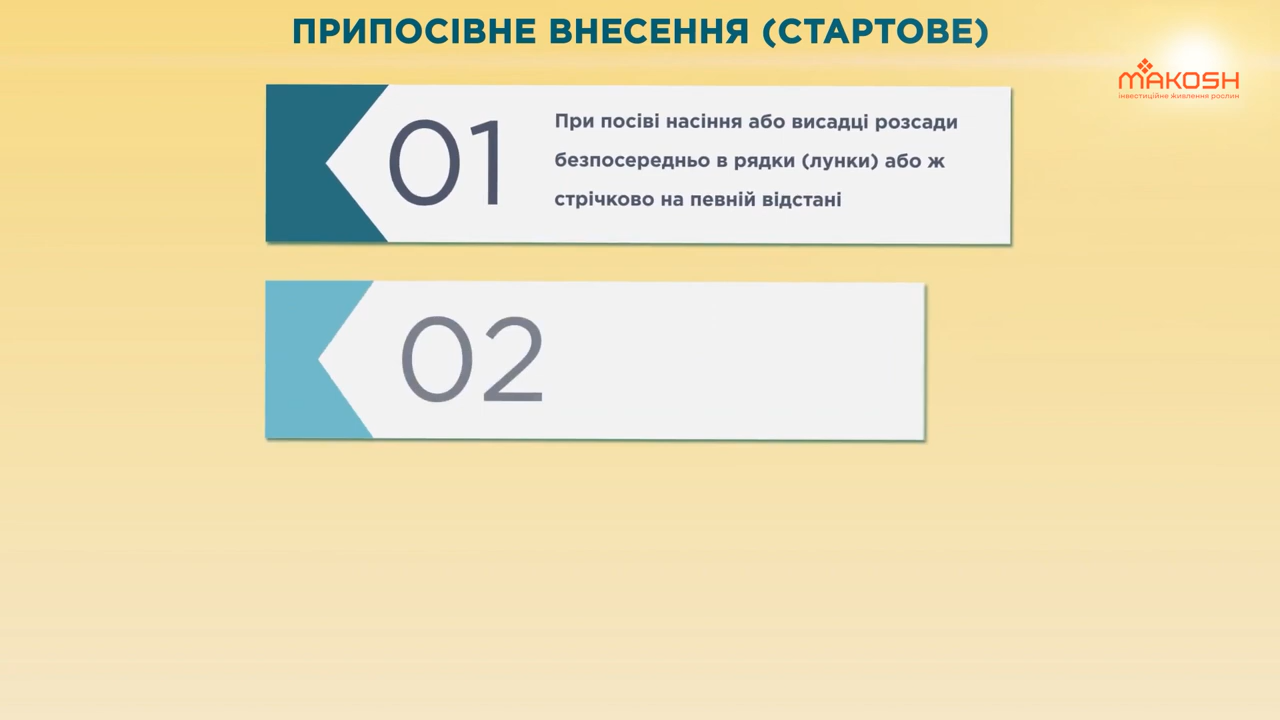 ПРИПОСІВНЕ ВНЕСЕННЯ (СТАРТОВЕ)
MAKOSH
інвестиційне живлення рослин
01
При посіві насіння або висадці розсади
безпосередньо в рядки (лунки) або ж
стрічково на певній відстані
02